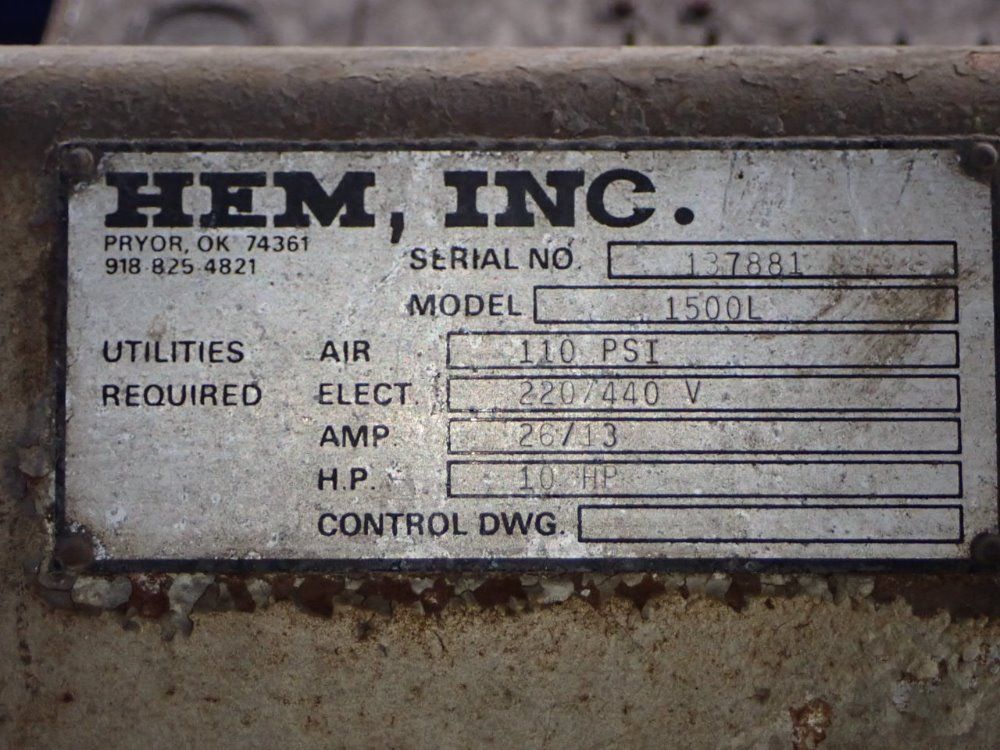 HEM, INC.
PRYOR, OK 74361
918-825-4821
SERIAL NO. 137881
MODEL 1500L
UTILITIES AIR 110 PSI
REQUIRED ELECT. 220/440 V
AMP. 26/13
H.P. 10 HP
CONTROL DWG.